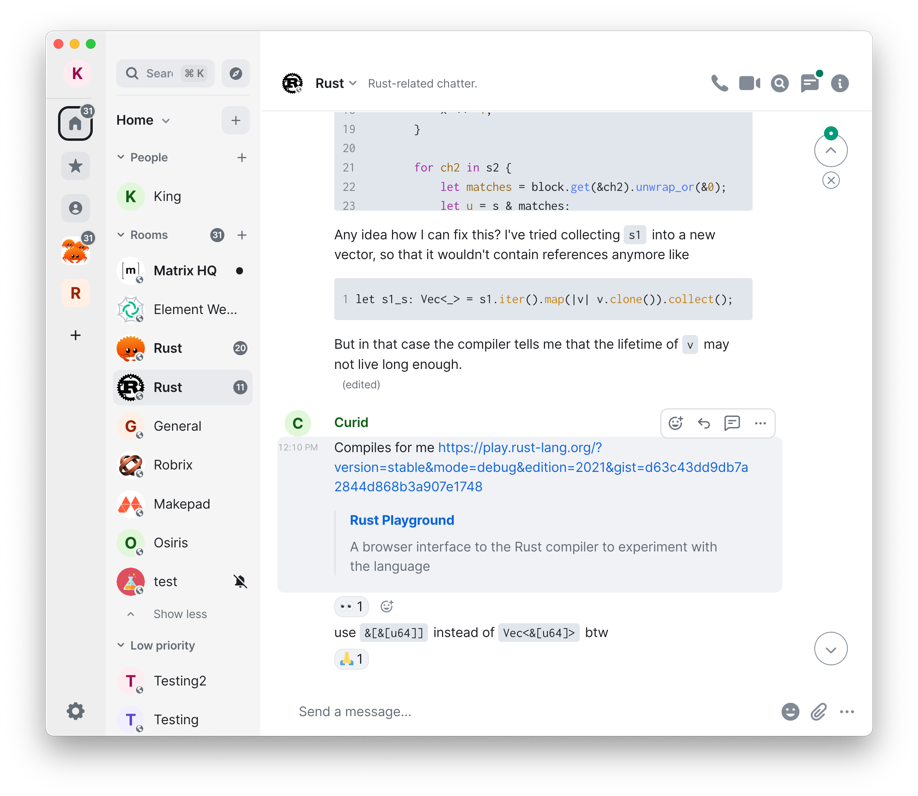 K
Sear
⌘ K
31
Home
People
K
King
Rooms
31
[m]
Matrix HQ
Element We...
31
R
Rust
20
Rust
11
G
General
Robrix
Makepad
O
Osiris
test
Show less
Low priority
T
Testing2
T
Testing
Rust
Rust-related chatter.
19 }
20
21 for ch2 in s2 {
22 let matches = block.get(&ch2).unwrap_or(&0);
23 let u = s & matches;
Any idea how I can fix this? I've tried collecting s1 into a new
vector, so that it wouldn't contain references anymore like
1 let s1_s: Vec<_> = s1.iter().map(|v| v.clone()).collect();
But in that case the compiler tells me that the lifetime of v may
not live long enough.
(edited)
C
Curid
12:10 PM
Compiles for me https://play.rust-lang.org/?
version=stable&mode=debug&edition=2021&gist=d63c43dd9db7a
2844d868b3a907e1748
Rust Playground
A browser interface to the Rust compiler to experiment with
the language
👀 1
use &[&[u64]] instead of Vec<&[u64]> btw
🙏 1
Send a message...